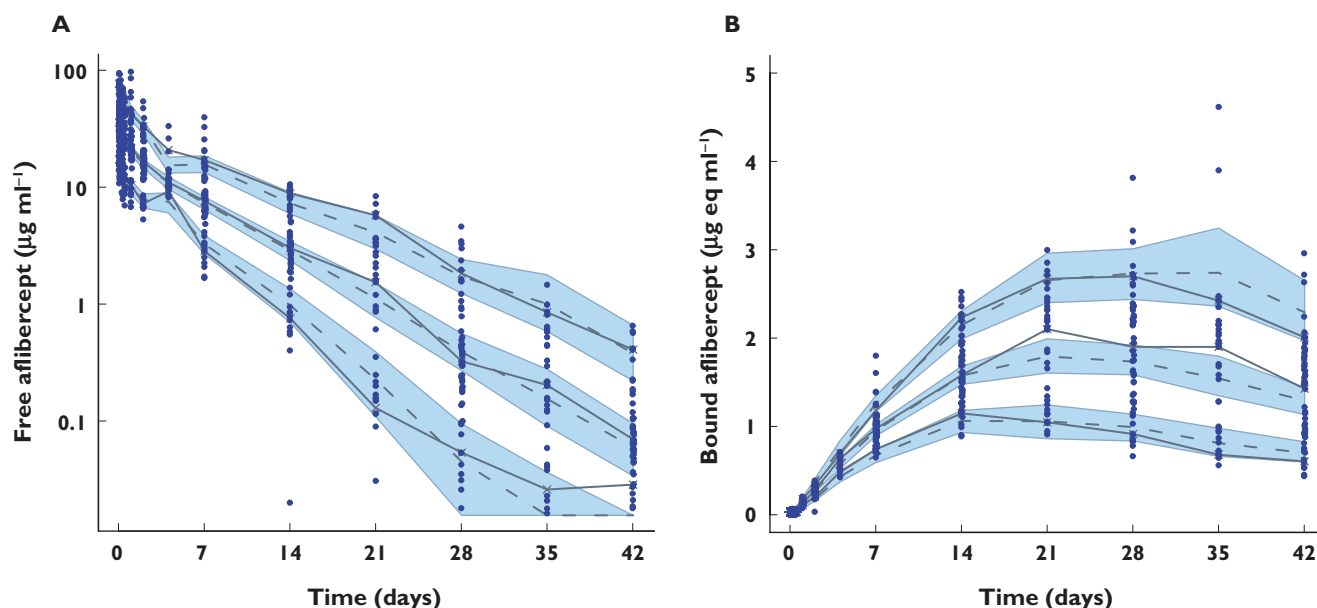 A
Free aflibercept (μg ml⁻¹)
100
10
1
0.1
0 7 14 21 28 35 42
Time (days)
B
Bound aflibercept (μg eq ml⁻¹)
5
4
3
2
1
0
0 7 14 21 28 35 42
Time (days)